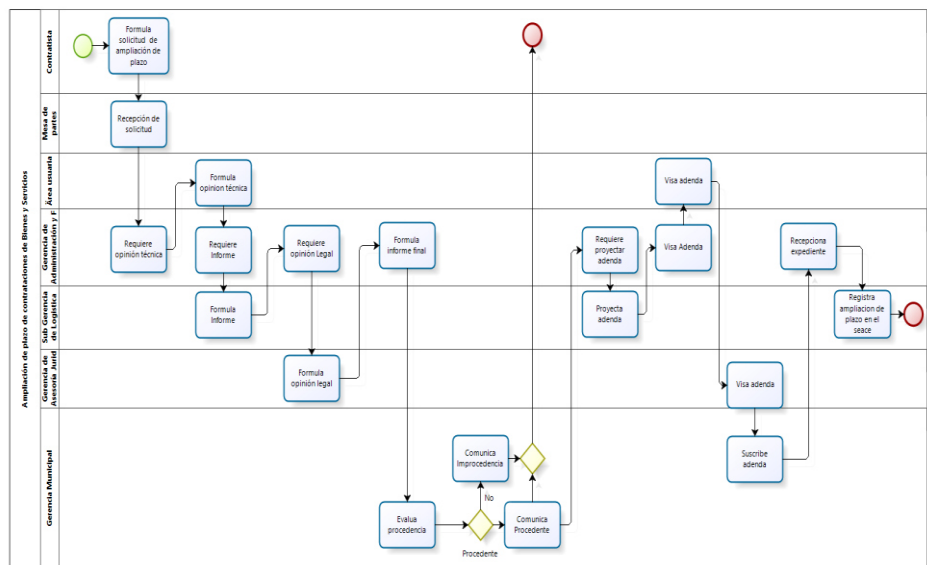 Ampliación de plazo de contrataciones de Bienes y Servicios
Contratista
Formula
solicitud de
ampliación de
plazo
Mesa de
partes
Recepción de
solicitud
Área usuaria
Formula
opinion técnica
Visa adenda
Gerencia de
Administración y F
Requiere
opinión técnica
Requiere
Informe
Requiere
opinión Legal
Formula
informe final
Requiere
proyectar
adenda
Visa Adenda
Recepciona
expediente
Sub Gerencia
de Logística
Formula
Informe
Proyecta
adenda
Registra
ampliacion de
plazo en el
seace
Gerencia de
Asesoria Jurid
Formula
opinión legal
Visa adenda
Gerencia Municipal
Comunica
Improcedencia
Suscribe
adenda
No
Evalua
procedencia
Comunica
Procedente
Procedente